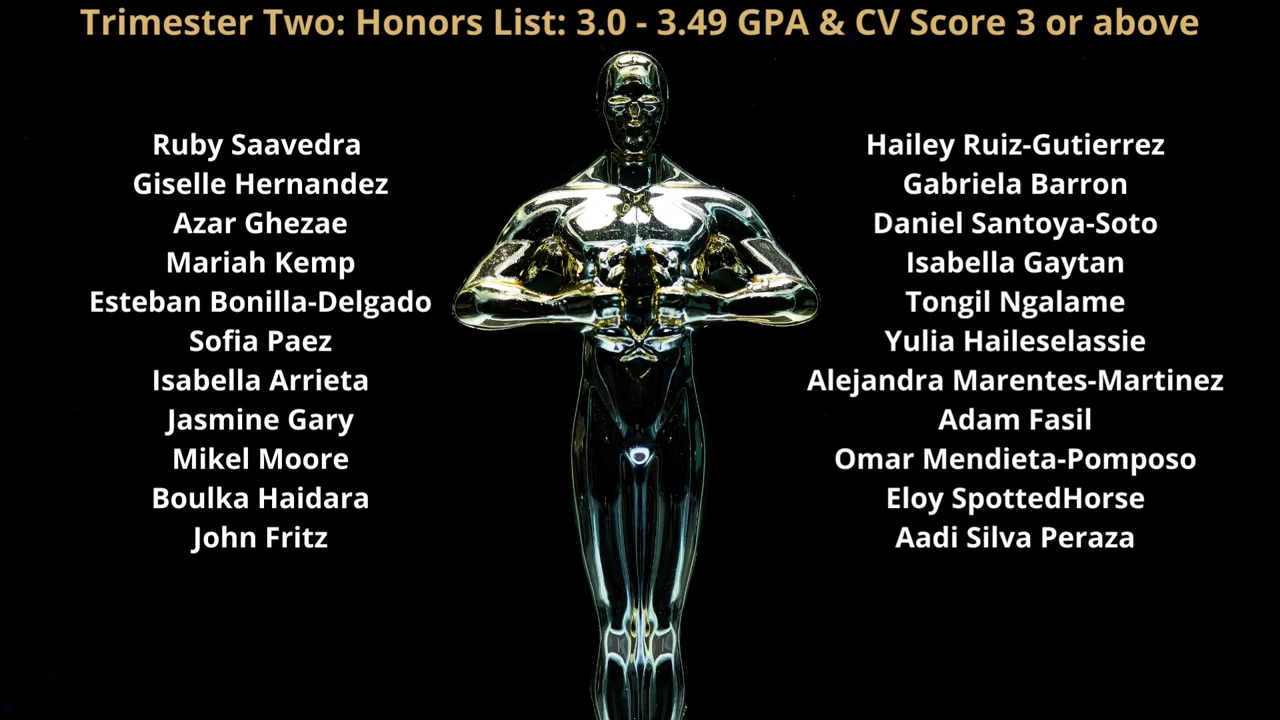 Trimester Two: Honors List: 3.0 - 3.49 GPA & CV Score 3 or above
Ruby Saavedra
Giselle Hernandez
Azar Ghezae
Mariah Kemp
Esteban Bonilla-Delgado
Sofia Paez
Isabella Arrieta
Jasmine Gary
Mikel Moore
Boulka Haidara
John Fritz
Hailey Ruiz-Gutierrez
Gabriela Barron
Daniel Santoya-Soto
Isabella Gaytan
Tongil Ngalame
Yulia Haileselassie
Alejandra Marentes-Martinez
Adam Fasil
Omar Mendieta-Pomposo
Eloy SpottedHorse
Aadi Silva Peraza